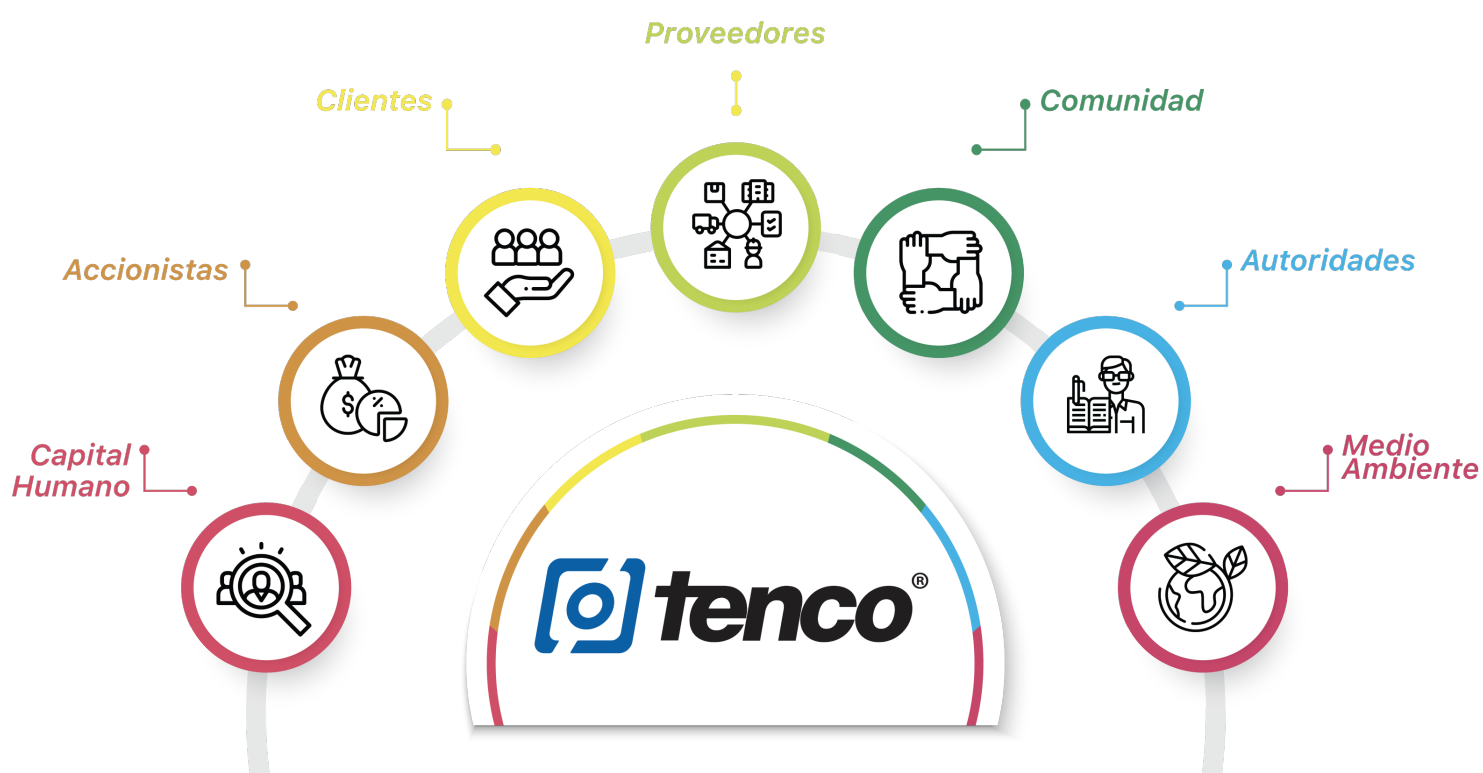 Proveedores
Clientes
Comunidad
Accionistas
Autoridades
Capital
Humano
Medio
Ambiente
$
%
tenco®